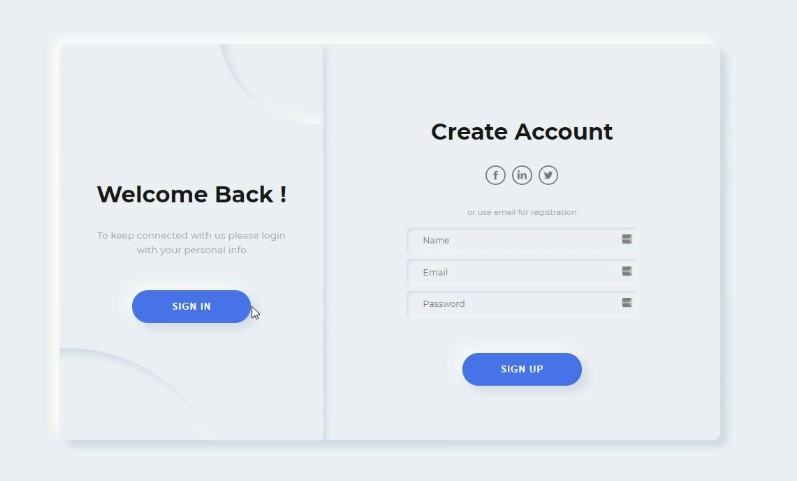 Welcome Back !
To keep connected with us please login
with your personal info
SIGN IN
Create Account
or use email for registration
Name
Email
Password
SIGN UP